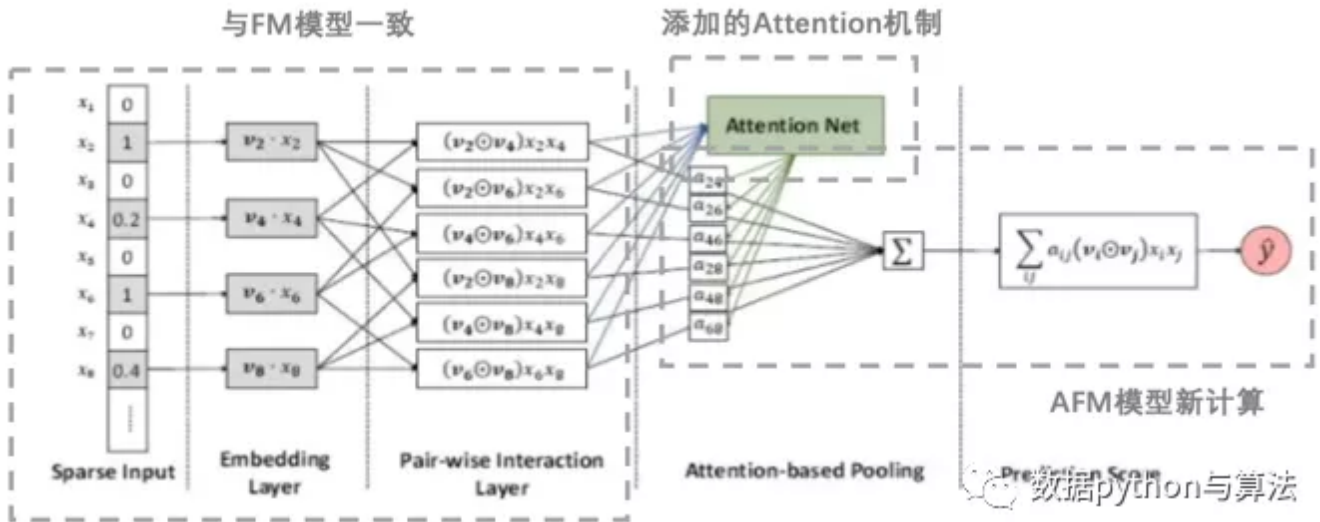 与FM模型一致
添加的Attention机制
x₁ 0
x₂ 1
x₃ 0
x₄ 0.2
x₅ 0
x₆ 1
x₇ 0
x₈ 0.4
......
v₂ · x₂
v₄ · x₄
v₆ · x₆
v₈ · x₈
(v₂⊙v₄)x₂x₄
(v₂⊙v₆)x₂x₆
(v₄⊙v₆)x₄x₆
(v₂⊙v₈)x₂x₈
(v₄⊙v₈)x₄x₈
(v₆⊙v₈)x₆x₈
Attention Net
a₂₄
a₂₆
a₄₆
a₂₈
a₄₈
a₆₈
∑
∑ᵢⱼ aᵢⱼ(vᵢ⊙vⱼ)xᵢxⱼ
ŷ
AFM模型新计算
Sparse Input
Embedding
Layer
Pair-wise Interaction
Layer
Attention-based Pooling
数据python与算法